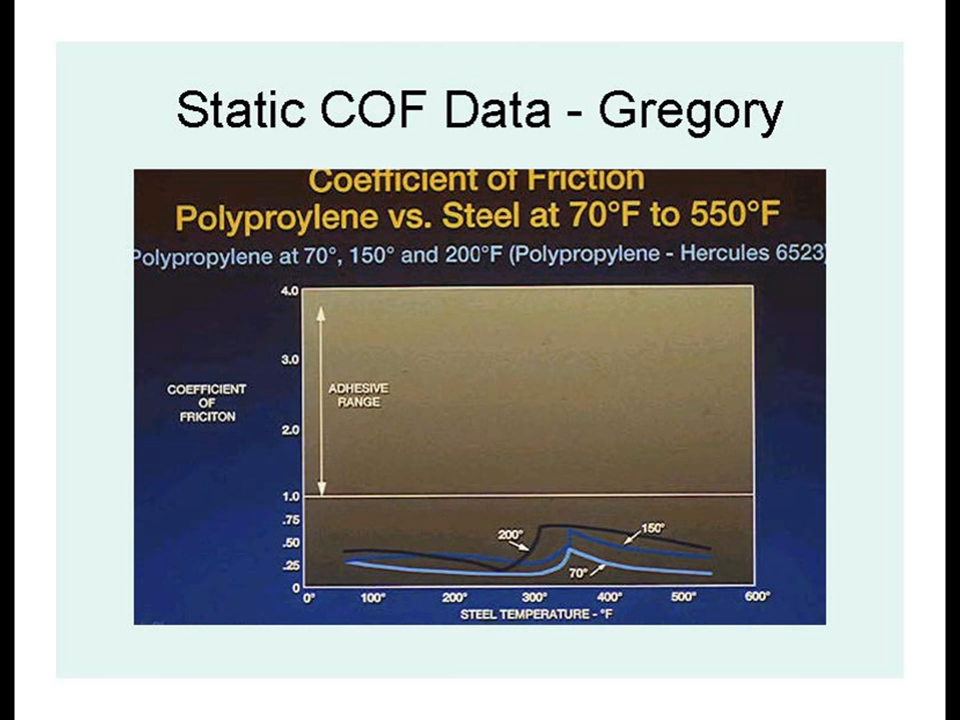 Static COF Data - Gregory
Coefficient of Friction
Polyproylene vs. Steel at 70°F to 550°F
Polypropylene at 70°, 150° and 200°F (Polypropylene - Hercules 6523)
4.0
3.0
2.0
1.0
.75
.50
.25
0
COEFFICIENT
OF
FRICITON
ADHESIVE
RANGE
200°
150°
70°
0° 100° 200° 300° 400° 500° 600°
STEEL TEMPERATURE - °F